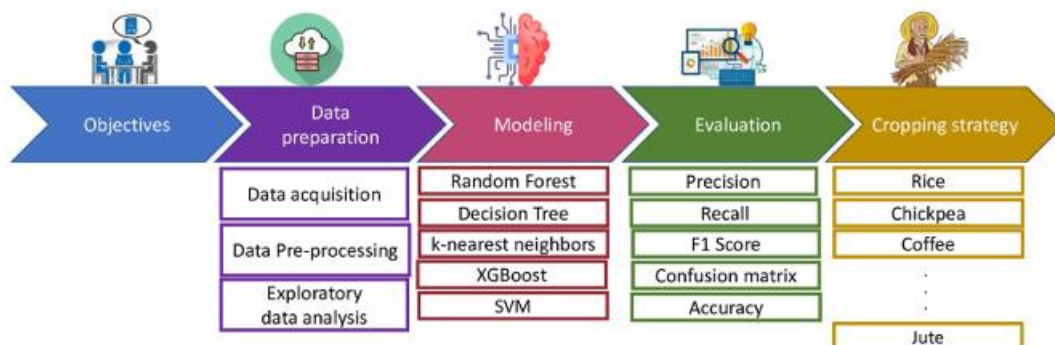 Objectives
Data
preparation
Modeling
Evaluation
Cropping strategy
Data acquisition
Data Pre-processing
Exploratory
data analysis
Random Forest
Decision Tree
k-nearest neighbors
XGBoost
SVM
Precision
Recall
F1 Score
Confusion matrix
Accuracy
Rice
Chickpea
Coffee
.
.
.
Jute